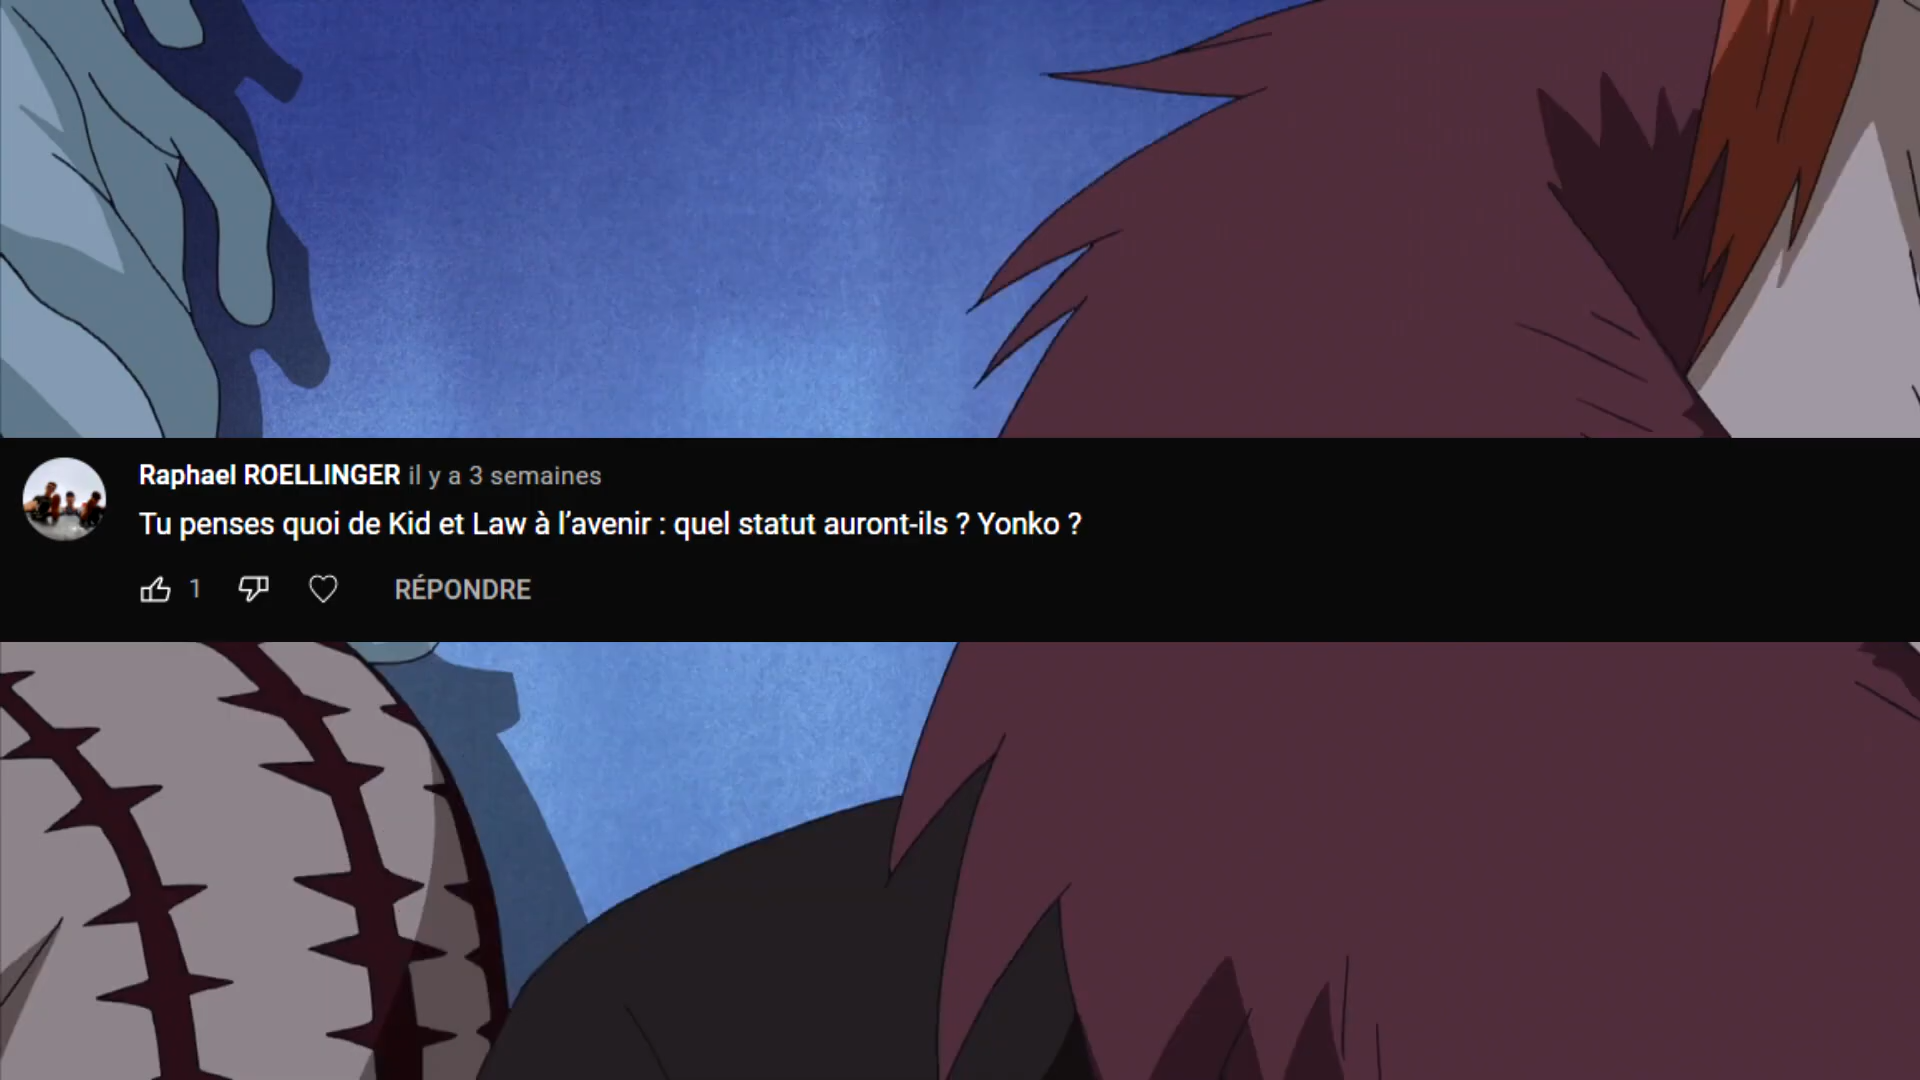 Raphael ROELLINGER il y a 3 semaines
Tu penses quoi de Kid et Law à l’avenir : quel statut auront-ils ? Yonko ?
1 RÉPONDRE